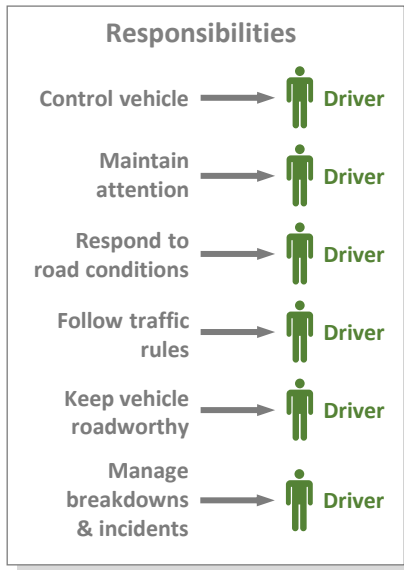 Responsibilities
Control vehicle
Driver
Maintain
attention
Driver
Respond to
road conditions
Driver
Follow traffic
rules
Driver
Keep vehicle
roadworthy
Driver
Manage
breakdowns
& incidents
Driver